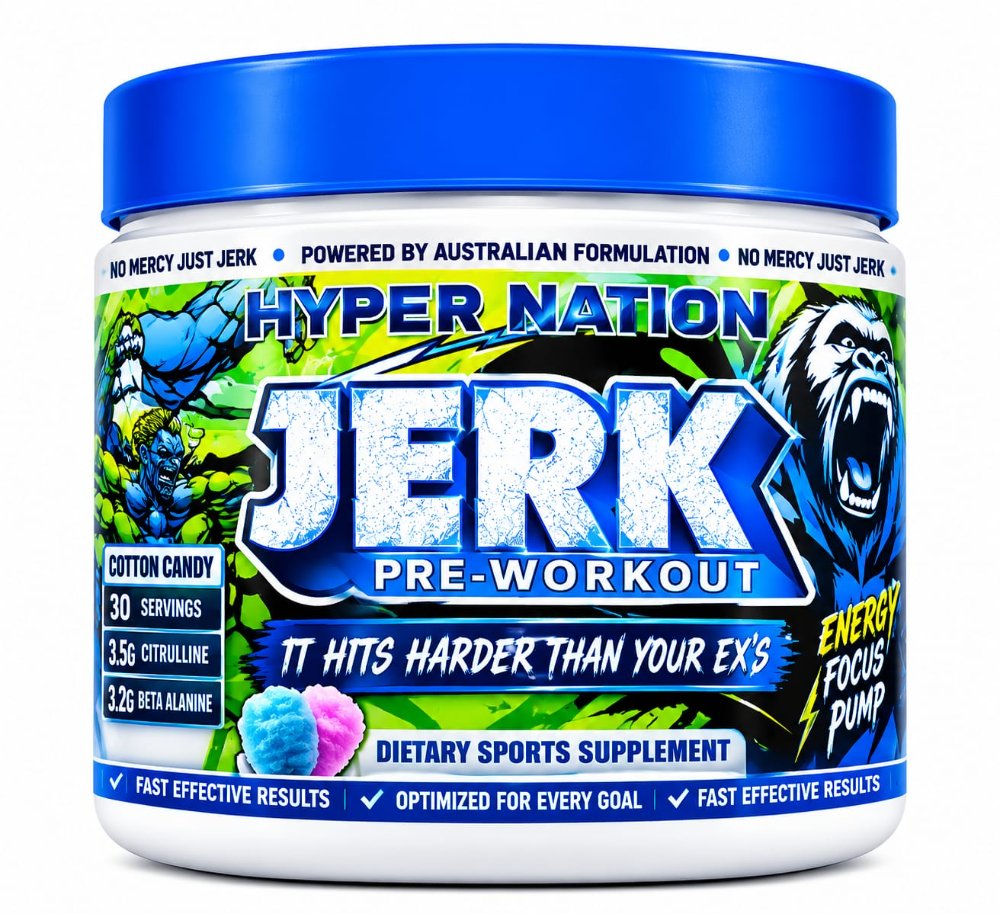 NO MERCY JUST JERK • POWERED BY AUSTRALIAN FORMULATION • NO MERCY JUST JERK
HYPER NATION
JERK
PRE-WORKOUT
COTTON CANDY
30 SERVINGS
3.5G CITRULLINE
3.2G BETA ALANINE
IT HITS HARDER THAN YOUR EX'S
ENERGY
FOCUS
PUMP
DIETARY SPORTS SUPPLEMENT
✓ FAST EFFECTIVE RESULTS | ✓ OPTIMIZED FOR EVERY GOAL | ✓ FAST EFFECTIVE RESULTS